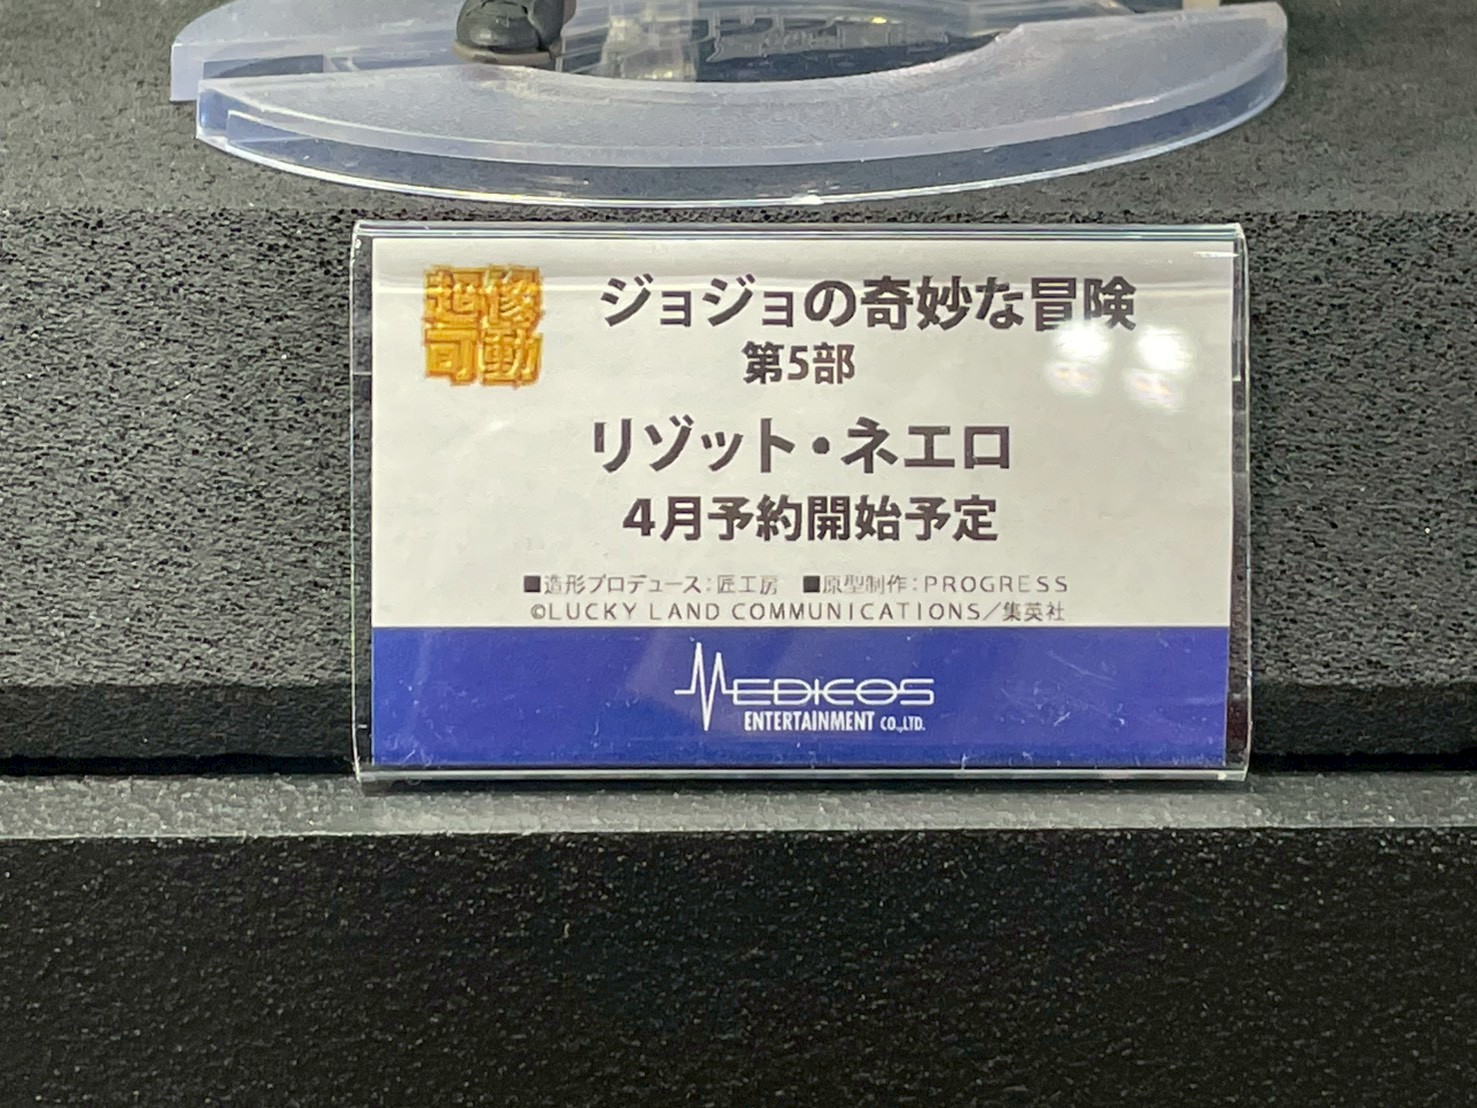 超像
可動
ジョジョの奇妙な冒険
第5部
リゾット・ネエロ
4月予約開始予定
■造形プロデュース:匠工房 ■原型制作:PROGRESS
©LUCKY LAND COMMUNICATIONS/集英社
MEDICOS
ENTERTAINMENT CO.,LTD.